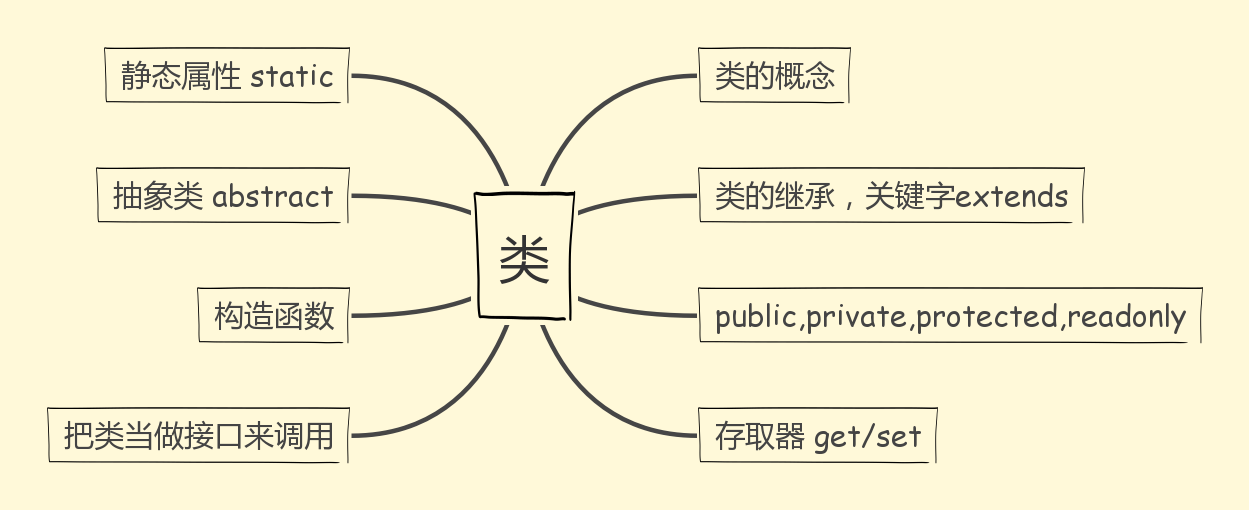 静态属性 static
类的概念
抽象类 abstract
类的继承，关键字extends
类
构造函数
public,private,protected,readonly
把类当做接口来调用
存取器 get/set